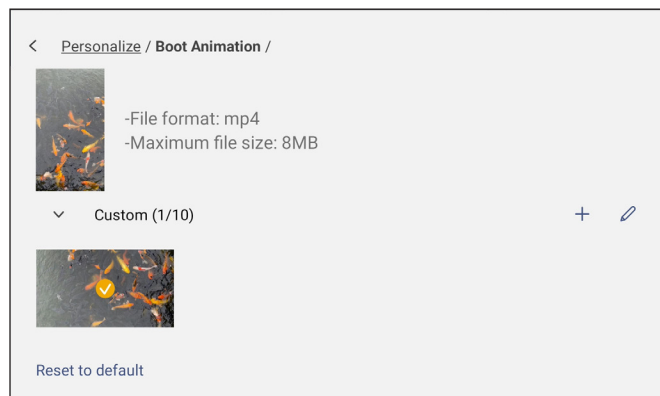 Personalize / Boot Animation /
-File format: mp4
-Maximum file size: 8MB
Custom (1/10)
Reset to default